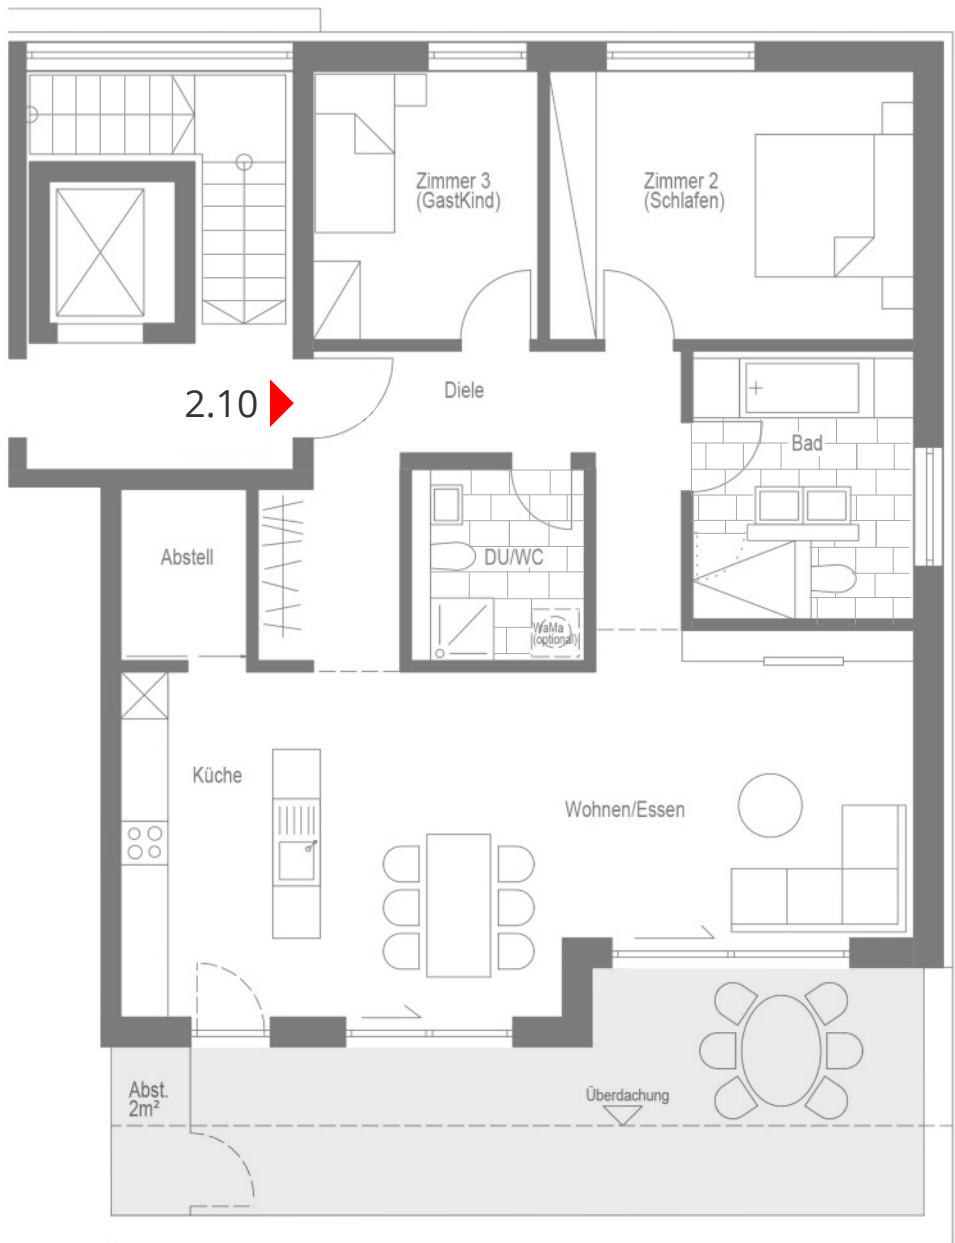 Zimmer 3
(GastKind)
Zimmer 2
(Schlafen)
2.10
Diele
Bad
Abstell
DU/WC
WaMa
(optional)
Küche
Wohnen/Essen
Abst.
2m²
Überdachung